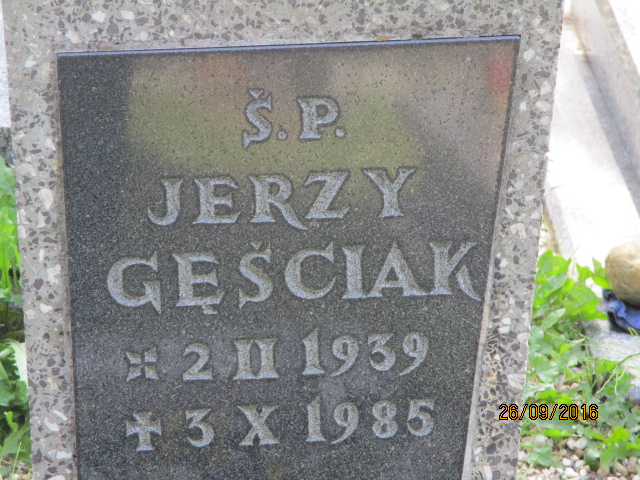 Š.P.
JERZY
GĘŚCIAK
2 II 1939
3 X 1985
26/09/2016